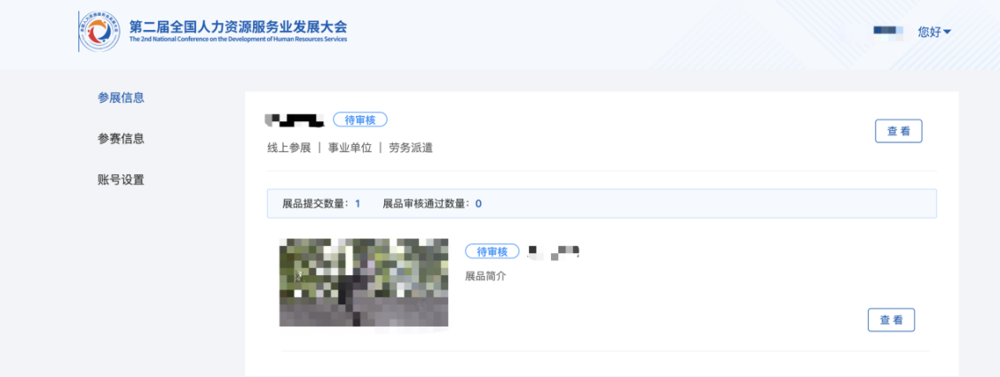 第二届全国人力资源服务业发展大会
The 2nd National Conference on the Development of Human Resources Services
您好
参展信息
参赛信息
账号设置
待审核
查看
线上参展 | 事业单位 | 劳务派遣
展品提交数量：1 展品审核通过数量：0
待审核
展品简介
查看